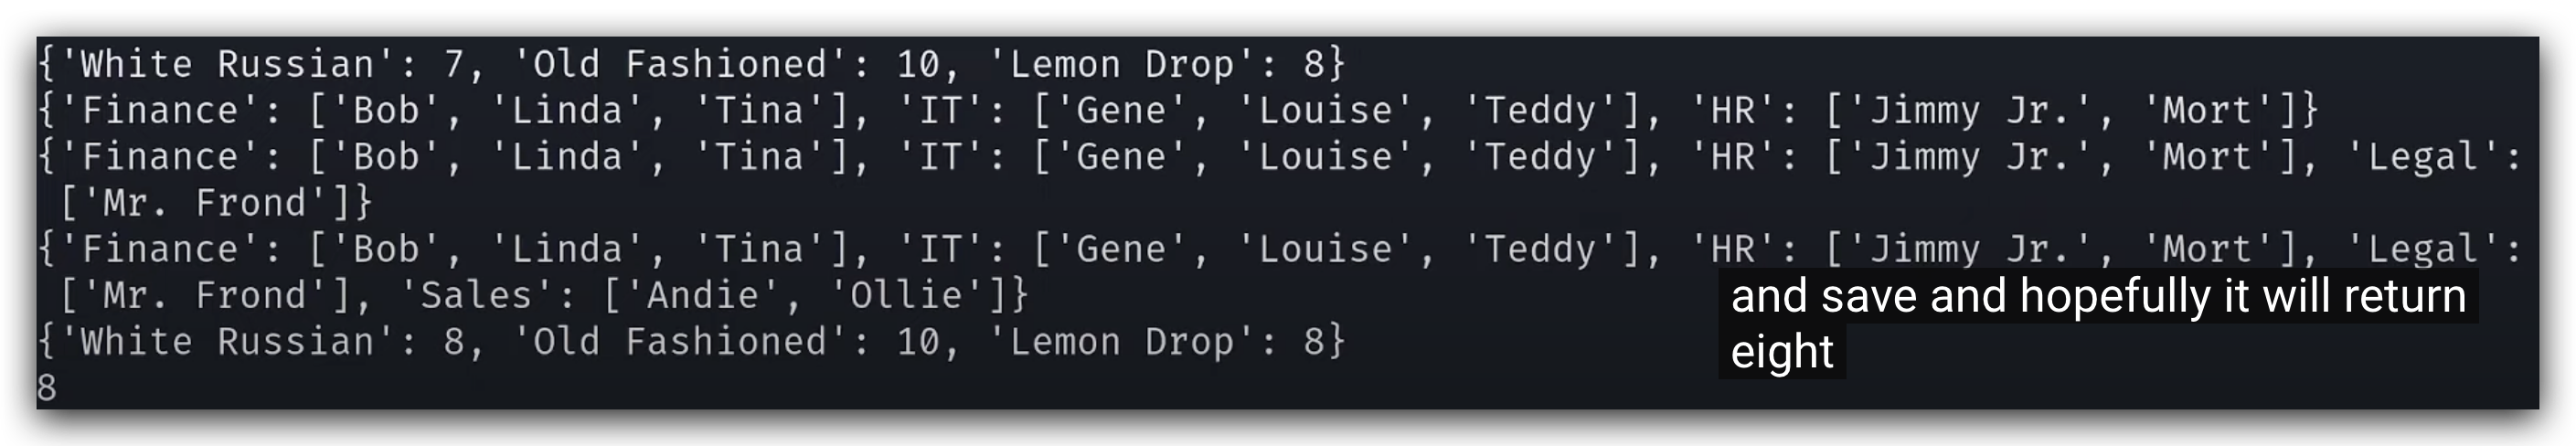 {'White Russian': 7, 'Old Fashioned': 10, 'Lemon Drop': 8}
{'Finance': ['Bob', 'Linda', 'Tina'], 'IT': ['Gene', 'Louise', 'Teddy'], 'HR': ['Jimmy Jr.', 'Mort']}
{'Finance': ['Bob', 'Linda', 'Tina'], 'IT': ['Gene', 'Louise', 'Teddy'], 'HR': ['Jimmy Jr.', 'Mort'], 'Legal':
['Mr. Frond']}
{'Finance': ['Bob', 'Linda', 'Tina'], 'IT': ['Gene', 'Louise', 'Teddy'], 'HR': ['Jimmy Jr.', 'Mort'], 'Legal':
['Mr. Frond'], 'Sales': ['Andie', 'Ollie']}
{'White Russian': 8, 'Old Fashioned': 10, 'Lemon Drop': 8}
8
and save and hopefully it will return
eight